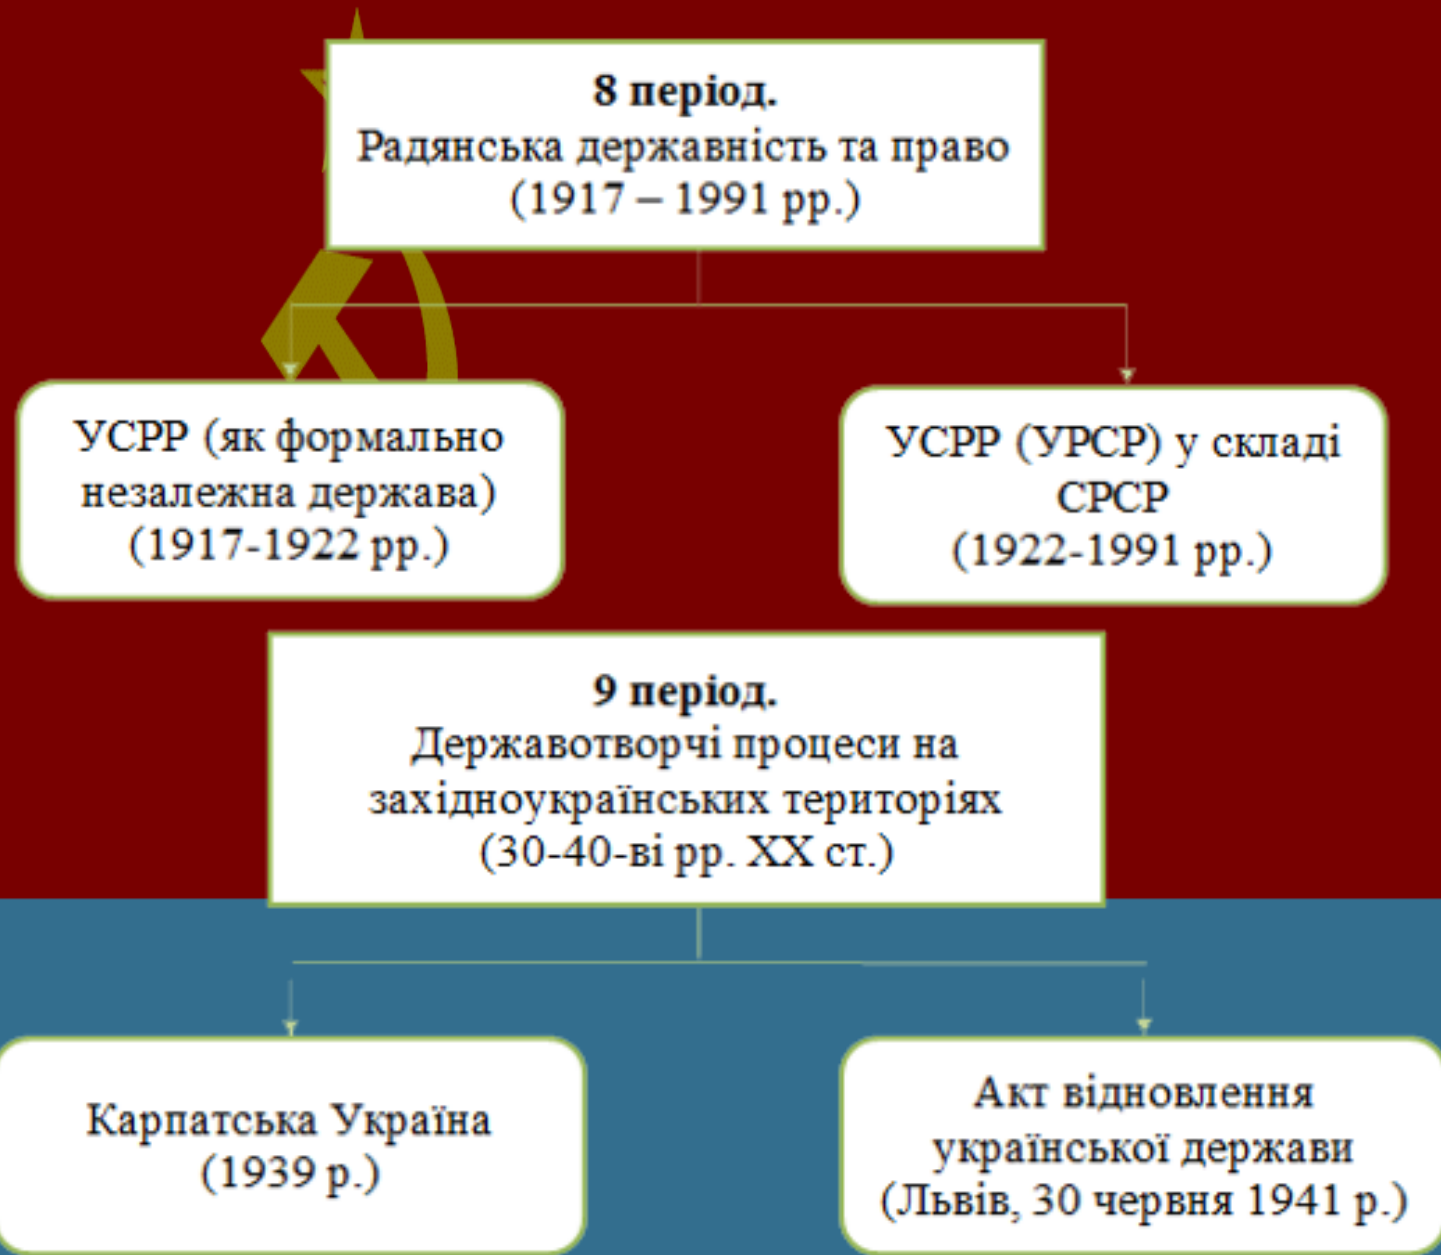 8 період.
Радянська державність та право
(1917 – 1991 рр.)
УСРР (як формально
незалежна держава)
(1917-1922 рр.)
УСРР (УРСР) у складі
СРСР
(1922-1991 рр.)
9 період.
Державотворчі процеси на
західноукраїнських територіях
(30-40-ві рр. ХХ ст.)
Карпатська Україна
(1939 р.)
Акт відновлення
української держави
(Львів, 30 червня 1941 р.)